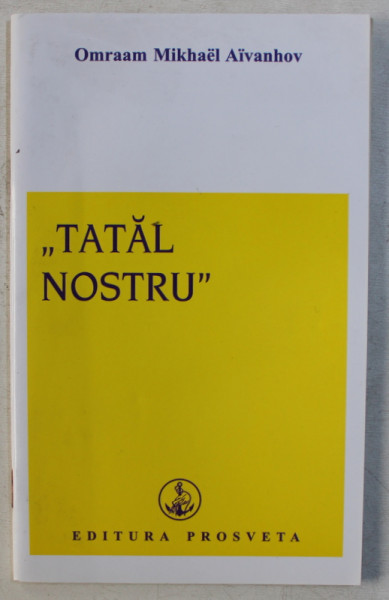 Omraam Mikhaël Aïvanhov
„TATĂL
NOSTRU”
EDITURA PROSVETA